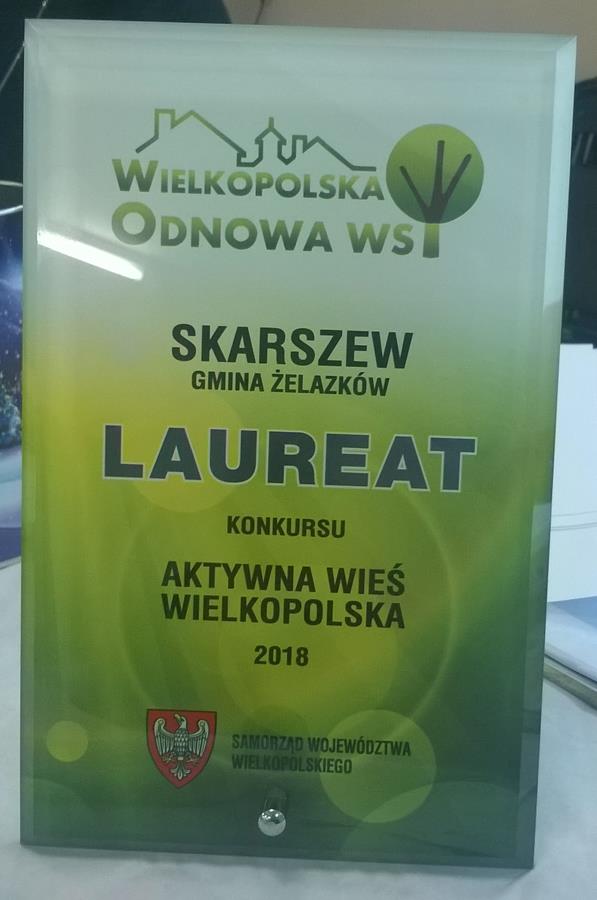 WIELKOPOLSKA
ODNOWA WSI
SKARSZEW
GMINA ŻELAZKÓW
LAUREAT
KONKURSU
AKTYWNA WIEŚ
WIELKOPOLSKA
2018
SAMORZĄD WOJEWÓDZTWA
WIELKOPOLSKIEGO